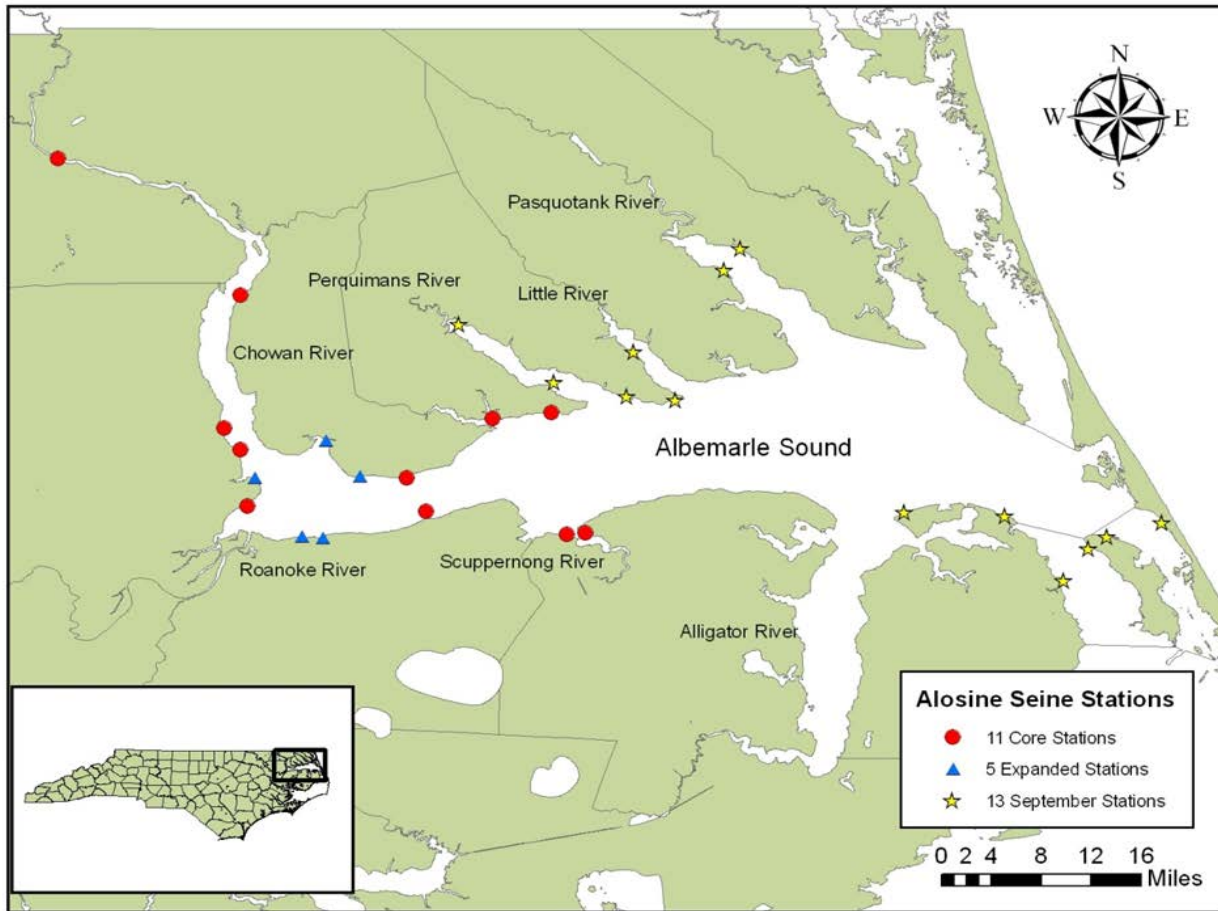 N
W E
S
Pasquotank River
Perquimans River
Little River
Chowan River
Albemarle Sound
Roanoke River
Scuppernong River
Alligator River
Alosine Seine Stations
11 Core Stations
5 Expanded Stations
13 September Stations
0 2 4 8 12 16
Miles